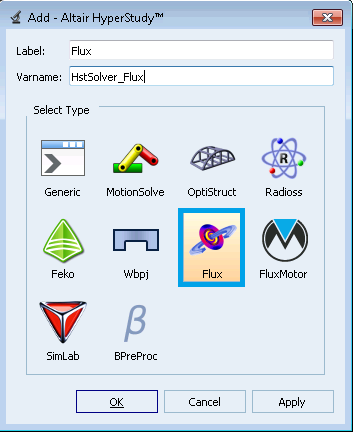 Add - Altair HyperStudy™
Label: Flux
Varname: HstSolver_Flux
Select Type
Generic MotionSolve OptiStruct Radioss
Feko Wbpj Flux FluxMotor
β
SimLab BPreProc
OK Cancel Apply